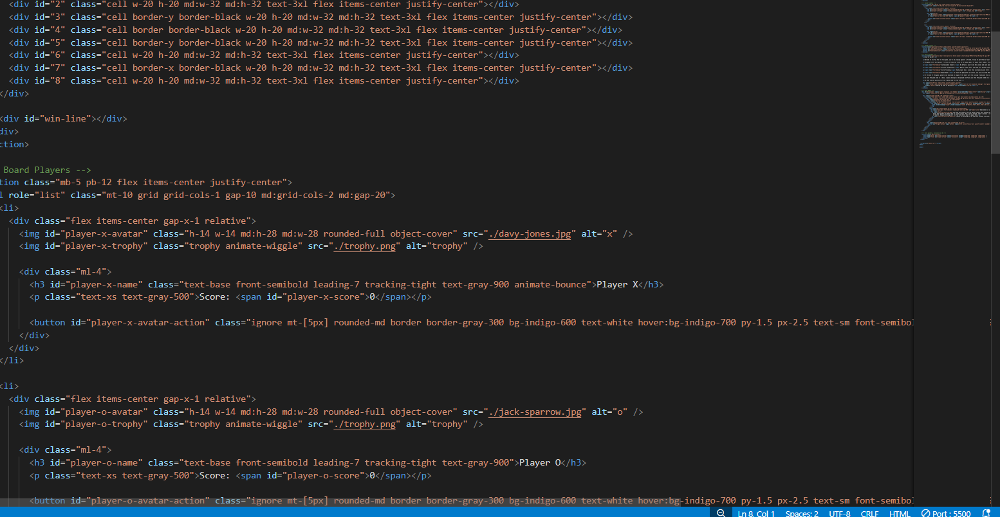 <div id="2" class="cell w-20 h-20 md:w-32 md:h-32 text-3xl flex items-center justify-center"></div>
<div id="3" class="cell border-y border-black w-20 h-20 md:w-32 md:h-32 text-3xl flex items-center justify-center"></div>
<div id="4" class="cell border border-black w-20 h-20 md:w-32 md:h-32 text-3xl flex items-center justify-center"></div>
<div id="5" class="cell border-y border-black w-20 h-20 md:w-32 md:h-32 text-3xl flex items-center justify-center"></div>
<div id="6" class="cell w-20 h-20 md:w-32 md:h-32 text-3xl flex items-center justify-center"></div>
<div id="7" class="cell border-x border-black w-20 h-20 md:w-32 md:h-32 text-3xl flex items-center justify-center"></div>
<div id="8" class="cell w-20 h-20 md:w-32 md:h-32 text-3xl flex items-center justify-center"></div>
</div>
<div id="win-line"></div>
div>
ction>
Board Players -->
tion class="mb-5 pb-12 flex items-center justify-center">
l role="list" class="mt-10 grid grid-cols-1 gap-10 md:grid-cols-2 md:gap-20">
<li>
<div class="flex items-center gap-x-1 relative">
<img id="player-x-avatar" class="h-14 w-14 md:h-28 md:w-28 rounded-full object-cover" src="./davy-jones.jpg" alt="x" />
<img id="player-x-trophy" class="trophy animate-wiggle" src="./trophy.png" alt="trophy" />
<div class="ml-4">
<h3 id="player-x-name" class="text-base front-semibold leading-7 tracking-tight text-gray-900 animate-bounce">Player X</h3>
<p class="text-xs text-gray-500">Score: <span id="player-x-score">0</span></p>
<button id="player-x-avatar-action" class="ignore mt-[5px] rounded-md border border-gray-300 bg-indigo-600 text-white hover:bg-indigo-700 py-1.5 px-2.5 text-sm font-semibol
</div>
</div>
</li>
<li>
<div class="flex items-center gap-x-1 relative">
<img id="player-o-avatar" class="h-14 w-14 md:h-28 md:w-28 rounded-full object-cover" src="./jack-sparrow.jpg" alt="o" />
<img id="player-o-trophy" class="trophy animate-wiggle" src="./trophy.png" alt="trophy" />
<div class="ml-4">
<h3 id="player-o-name" class="text-base front-semibold leading-7 tracking-tight text-gray-900">Player O</h3>
<p class="text-xs text-gray-500">Score: <span id="player-o-score">0</span></p>
<button id="player-o-avatar-action" class="ignore mt-[5px] rounded-md border border-gray-300 bg-indigo-600 text-white hover:bg-indigo-700 py-1.5 px-2.5 text-sm font-semibol
Ln 8, Col 1 Spaces: 2 UTF-8 CRLF HTML Port : 5500